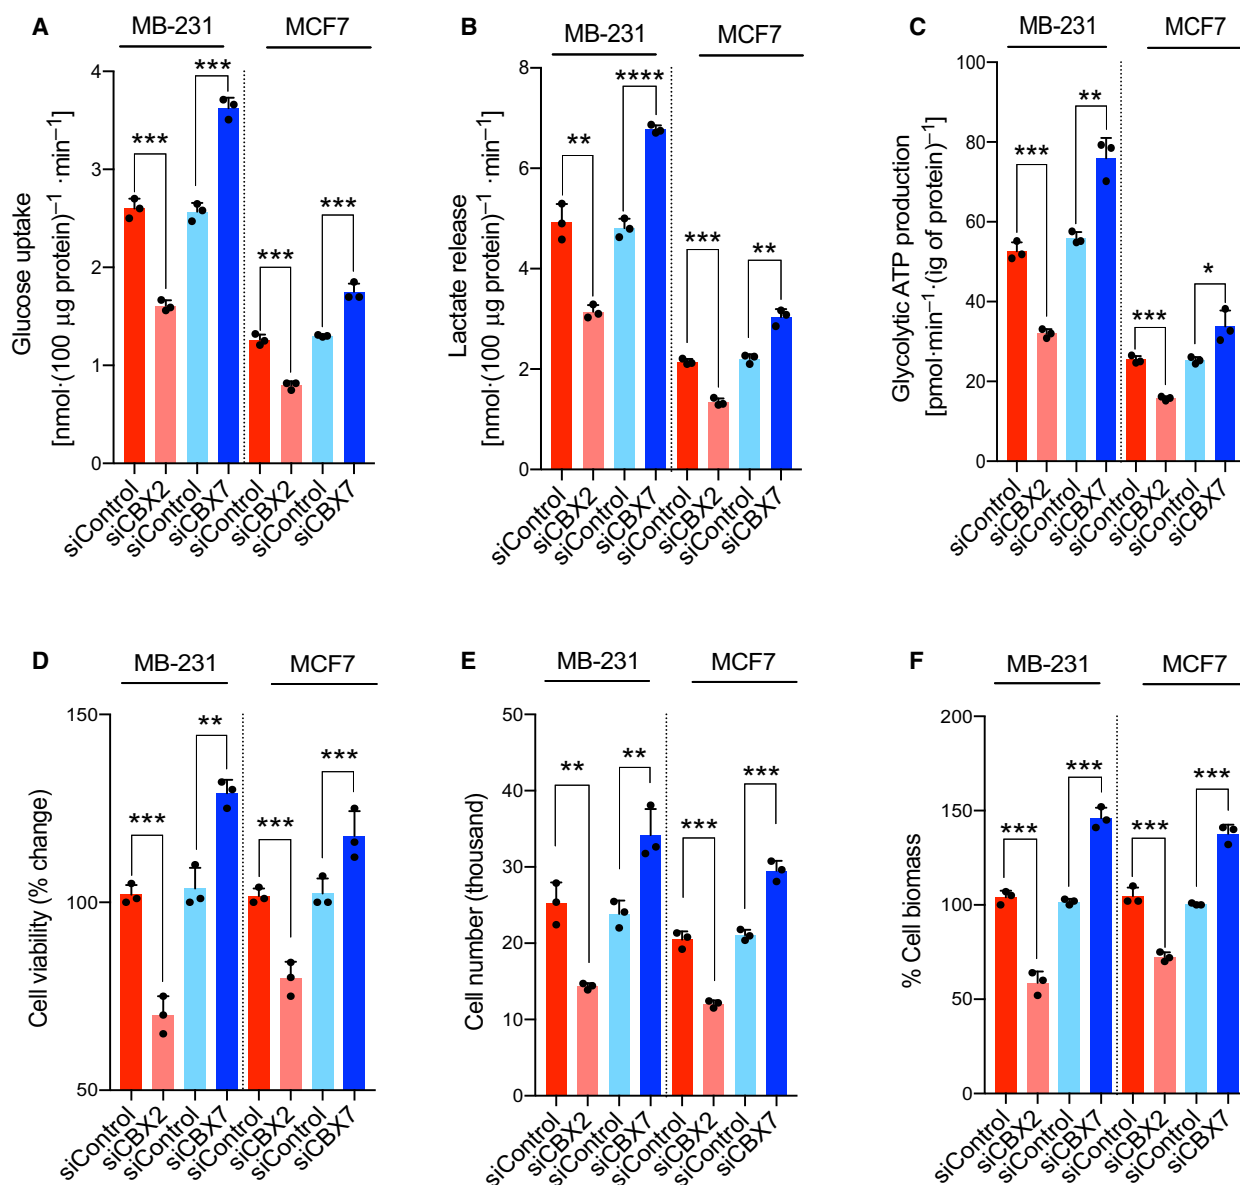 A
MB-231
MCF7
Glucose uptake
[nmol·(100 µg protein)⁻¹ ·min⁻¹]
4
3
2
1
0
***
***
***
***
siControl
siCBX2
siControl
siCBX7
siControl
siCBX2
siControl
siCBX7
B
MB-231
MCF7
Lactate release
[nmol·(100 µg protein)⁻¹ ·min⁻¹]
8
6
4
2
0
**
****
***
**
siControl
siCBX2
siControl
siCBX7
siControl
siCBX2
siControl
siCBX7
C
MB-231
MCF7
Glycolytic ATP production
[pmol·min⁻¹·(ig of protein)⁻¹]
100
80
60
40
20
0
***
**
***
*
siControl
siCBX2
siControl
siCBX7
siControl
siCBX2
siControl
siCBX7
D
MB-231
MCF7
Cell viability (% change)
150
100
50
***
**
***
***
siControl
siCBX2
siControl
siCBX7
siControl
siCBX2
siControl
siCBX7
E
MB-231
MCF7
Cell number (thousand)
50
40
30
20
10
0
**
**
***
***
siControl
siCBX2
siControl
siCBX7
siControl
siCBX2
siControl
siCBX7
F
MB-231
MCF7
% Cell biomass
200
150
100
50
0
***
***
***
***
siControl
siCBX2
siControl
siCBX7
siControl
siCBX2
siControl
siCBX7